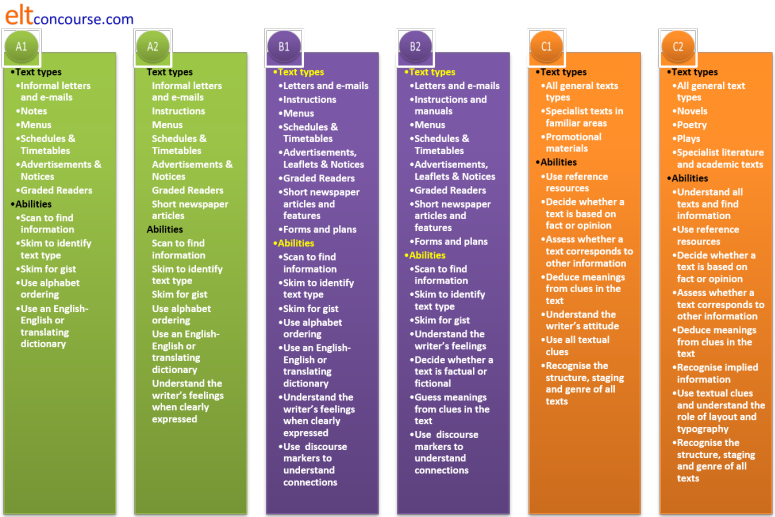 eltconcourse.com
A1
•Text types
•Informal letters
and e-mails
•Notes
•Menus
•Schedules &
Timetables
•Advertisements &
Notices
•Graded Readers
•Abilities
•Scan to find
information
•Skim to identify
text type
•Skim for gist
•Use alphabet
ordering
•Use an English-
English or
translating
dictionary
A2
Text types
Informal letters
and e-mails
Instructions
Menus
Schedules &
Timetables
Advertisements &
Notices
Graded Readers
Short newspaper
articles
Abilities
Scan to find
information
Skim to identify
text type
Skim for gist
Use alphabet
ordering
Use an English-
English or
translating
dictionary
Understand the
writer's feelings
when clearly
expressed
B1
•Text types
•Letters and e-mails
•Instructions
•Menus
•Schedules &
Timetables
•Advertisements,
Leaflets & Notices
•Graded Readers
•Short newspaper
articles and
features
•Forms and plans
•Abilities
•Scan to find
information
•Skim to identify
text type
•Skim for gist
•Use alphabet
ordering
•Use an English-
English or
translating
dictionary
•Understand the
writer's feelings
when clearly
expressed
•Use discourse
markers to
understand
connections
B2
•Text types
•Letters and e-mails
•Instructions and
manuals
•Menus
•Schedules &
Timetables
•Advertisements,
Leaflets & Notices
•Graded Readers
•Short newspaper
articles and
features
•Forms and plans
•Abilities
•Scan to find
information
•Skim to identify
text type
•Skim for gist
•Understand the
writer's feelings
•Decide whether a
text is factual or
fictional
•Guess meanings
from clues in the
text
•Use discourse
markers to
understand
connections
C1
•Text types
•All general texts
types
•Specialist texts in
familiar areas
•Promotional
materials
•Abilities
•Use reference
resources
•Decide whether a
text is based on
fact or opinion
•Assess whether a
text corresponds to
other information
•Deduce meanings
from clues in the
text
•Understand the
writer's attitude
•Use all textual
clues
•Recognise the
structure, staging
and genre of all
texts
C2
•Text types
•All general text
types
•Novels
•Poetry
•Plays
•Specialist literature
and academic texts
•Abilities
•Understand all
texts and find
information
•Use reference
resources
•Decide whether a
text is based on
fact or opinion
•Assess whether a
text corresponds to
other information
•Deduce meanings
from clues in the
text
•Recognise implied
information
•Use textual clues
and understand the
role of layout and
typography
•Recognise the
structure, staging
and genre of all
texts